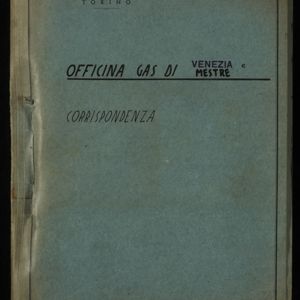 TORINO
OFFICINA GAS DI VENEZIA e
MESTRE
CORRISPONDENZA